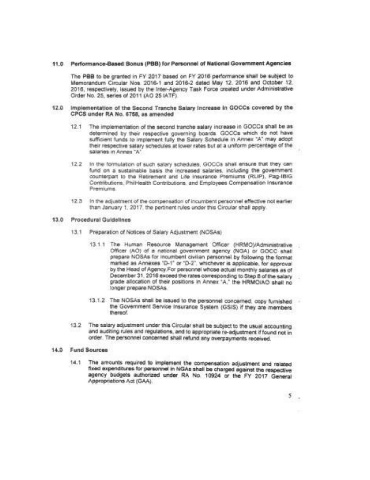 11.0 Performance-Based Bonus (PBB) for Personnel of National Government Agencies
The PBB to be granted in FY 2017 based on FY 2016 performance shall be subject to
Memorandum Circular Nos. 2016-1 and 2016-2 dated May 12, 2016 and October 12,
2016, respectively, issued by the Inter-Agency Task Force created under Administrative
Order No. 25, series of 2011 (AO 25 IATF).
12.0 Implementation of the Second Tranche Salary Increase in GOCCs covered by the
CPCS under RA No. 6758, as amended
12.1 The implementation of the second tranche salary increase in GOCCs shall be as
determined by their respective governing boards. GOCCs which do not have
sufficient funds to implement fully the Salary Schedule in Annex "A" may adopt
their respective salary schedules at lower rates but at a uniform percentage of the
salaries in Annex "A".
12.2 In the formulation of such salary schedules, GOCCs shall ensure that they can
fund on a sustainable basis the increased salaries, including the government
counterpart to the Retirement and Life Insurance Premiums (RLIP), Pag-IBIG
Contributions, PhilHealth Contributions, and Employees Compensation Insurance
Premiums.
12.3 In the adjustment of the compensation of incumbent personnel effective not earlier
than January 1, 2017, the pertinent rules under this Circular shall apply.
13.0 Procedural Guidelines
13.1 Preparation of Notices of Salary Adjustment (NOSAs)
13.1.1 The Human Resource Management Officer (HRMO)/Administrative
Officer (AO) of a national government agency (NGA) or GOCC shall
prepare NOSAs for incumbent civilian personnel by following the format
marked as Annexes "D-1" or "D-2", whichever is applicable, for approval
by the Head of Agency. For personnel whose actual monthly salaries as of
December 31, 2016 exceed the rates corresponding to Step 8 of the salary
grade allocation of their positions in Annex "A," the HRMO/AO shall no
longer prepare NOSAs.
13.1.2 The NOSAs shall be issued to the personnel concerned, copy furnished
the Government Service Insurance System (GSIS) if they are members
thereof.
13.2 The salary adjustment under this Circular shall be subject to the usual accounting
and auditing rules and regulations, and to appropriate re-adjustment if found not in
order. The personnel concerned shall refund any overpayments received.
14.0 Fund Sources
14.1 The amounts required to implement the compensation adjustment and related
fixed expenditures for personnel in NGAs shall be charged against the respective
agency budgets authorized under RA No. 10924 or the FY 2017 General
Appropriations Act (GAA).
5